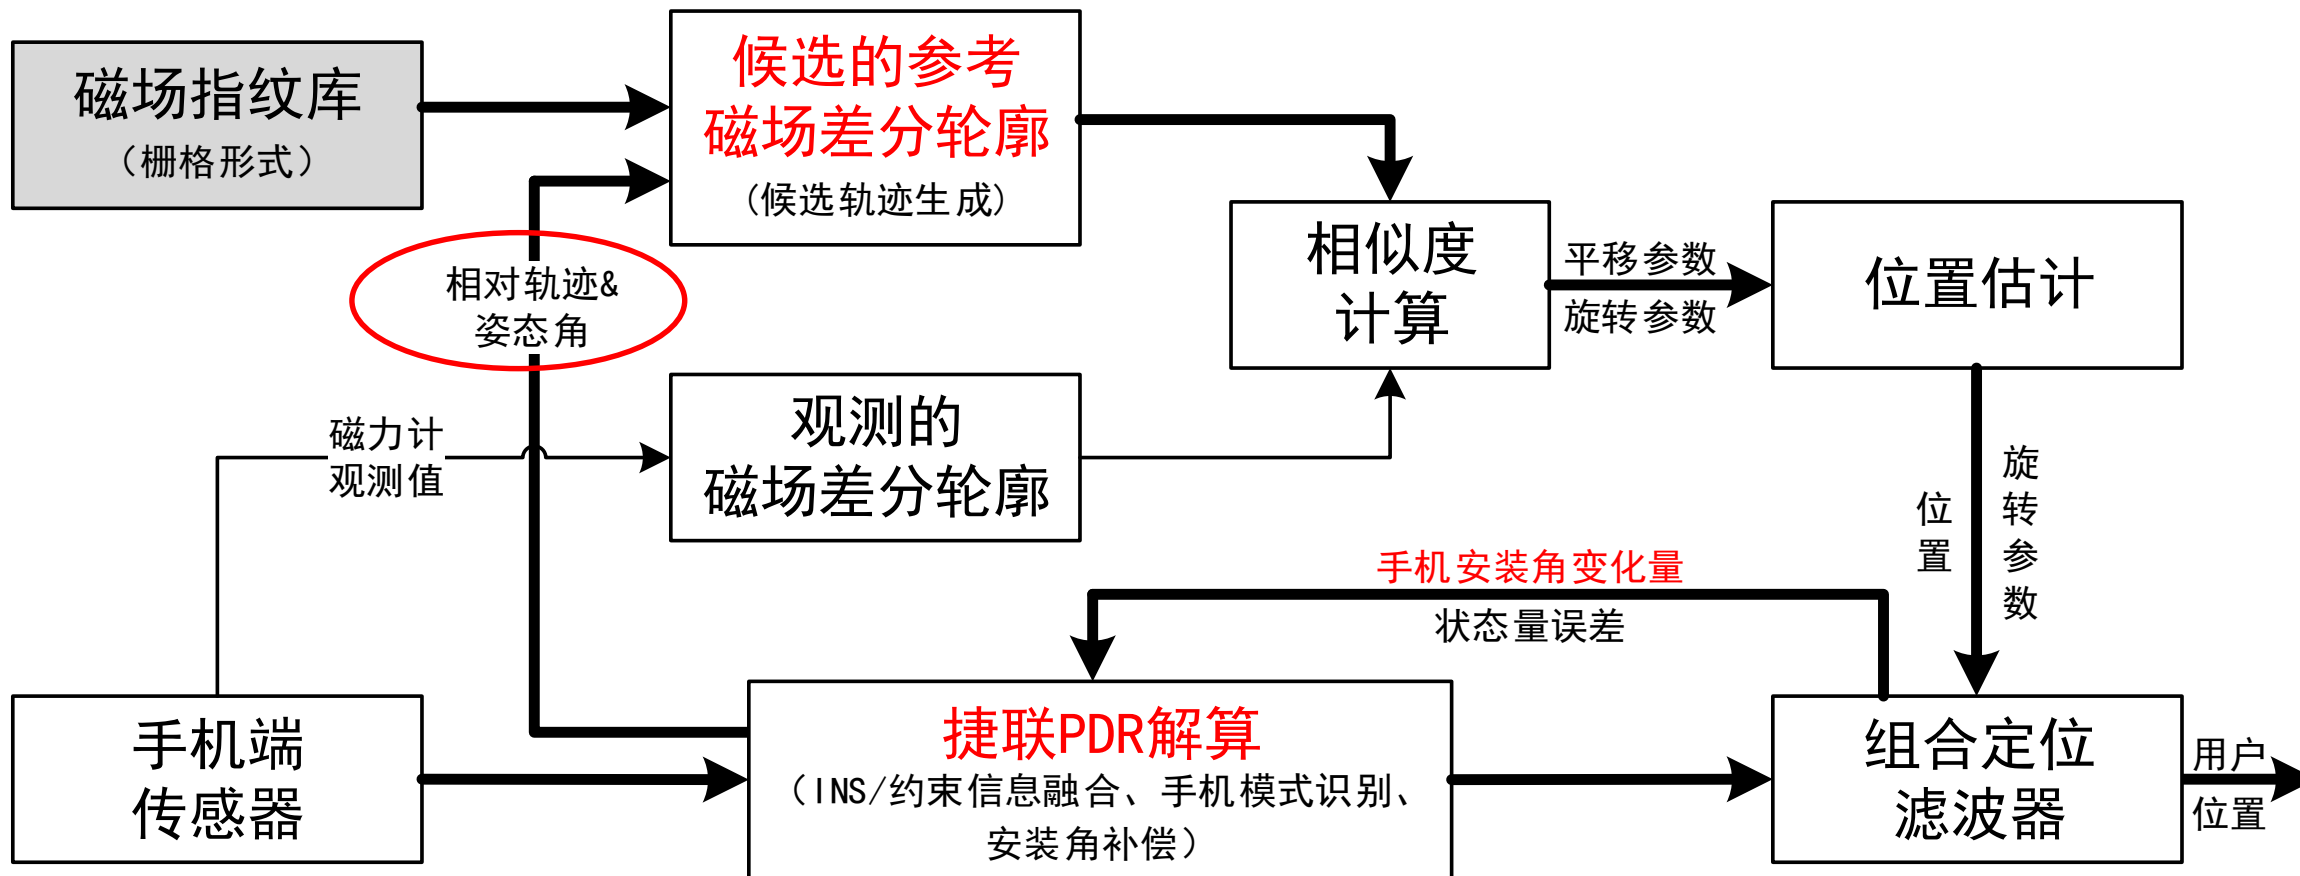 磁场指纹库
（栅格形式）
候选的参考
磁场差分轮廓
(候选轨迹生成)
相对轨迹&
姿态角
相似度
计算
平移参数
旋转参数
位置估计
磁力计
观测值
观测的
磁场差分轮廓
位置
旋转参数
手机安装角变化量
状态量误差
手机端
传感器
捷联PDR解算
（INS/约束信息融合、手机模式识别、
安装角补偿）
组合定位
滤波器
用户
位置